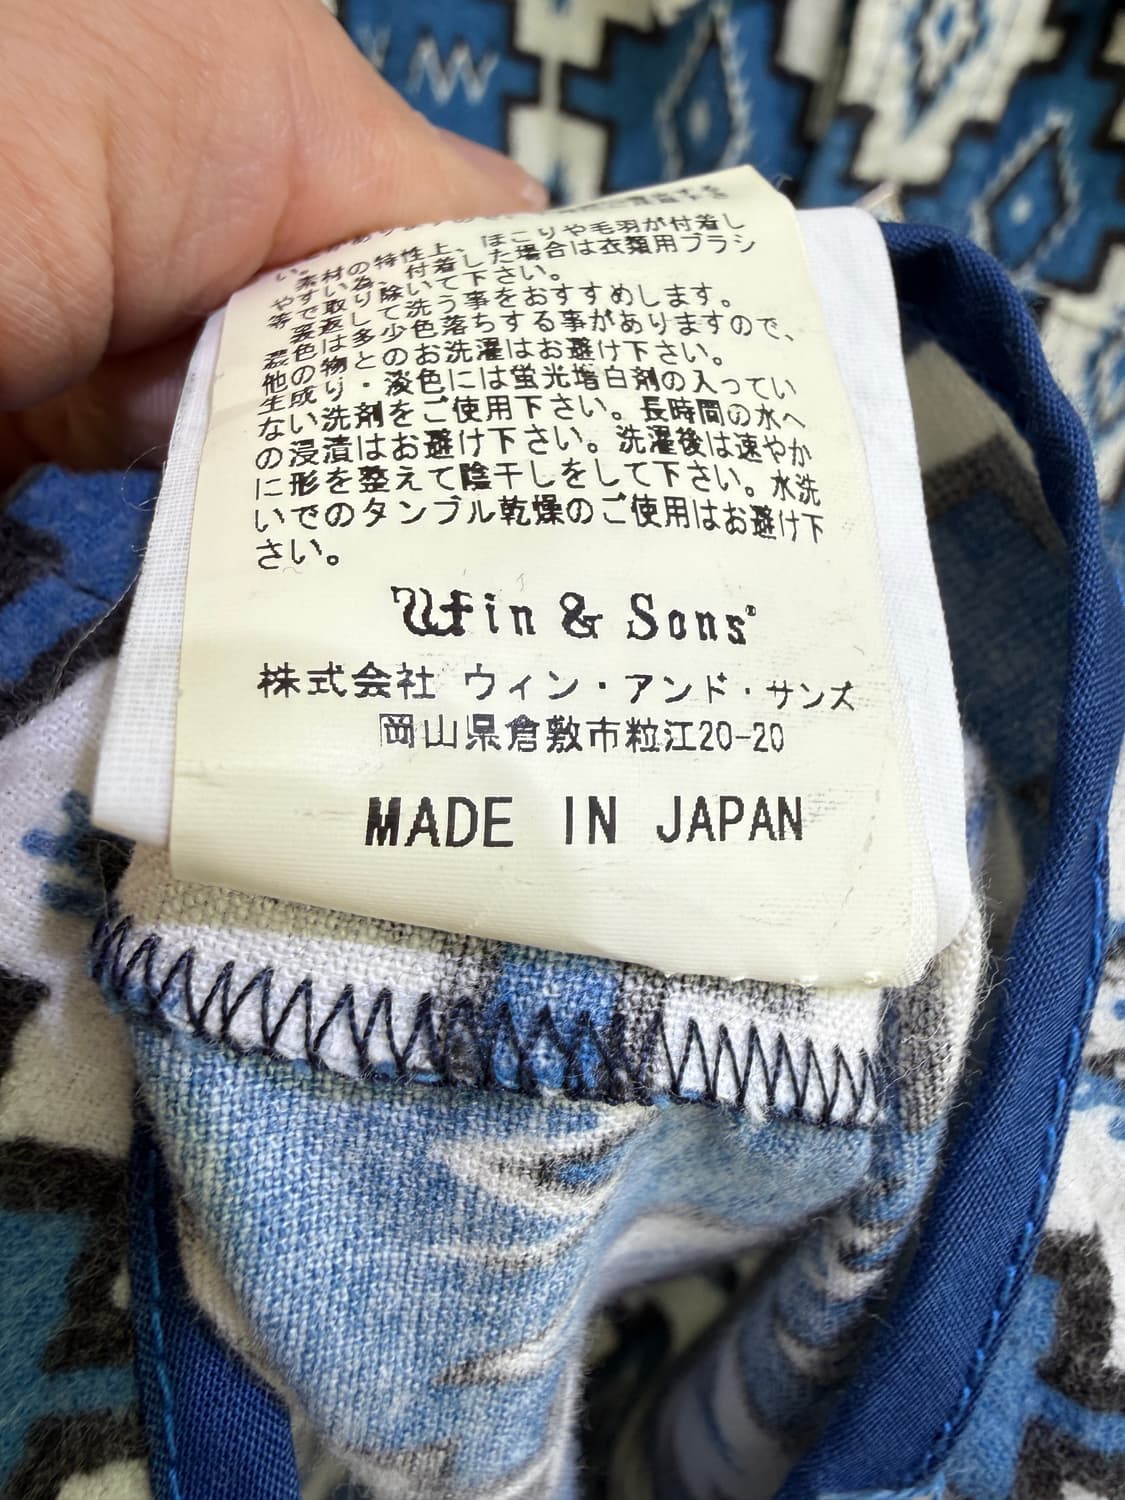 い。素材の特性上、ほこりや毛羽が付着し
やすい為、付着した場合は衣類用ブラシ
等で取り除いて下さい。
裏返して洗う事をおすすめします。
濃色は多少色落ちする事がありますので、
他の物とのお洗濯はお避け下さい。
生成り・淡色には蛍光増白剤の入ってい
ない洗剤をご使用下さい。長時間の水へ
の浸漬はお避け下さい。洗濯後は速やか
に形を整えて陰干しをして下さい。水洗
いでのタンブル乾燥のご使用はお避け下
さい。
Wfin & Sons
株式会社 ウィン・アンド・サンズ
岡山県倉敷市粒江20-20
MADE IN JAPAN